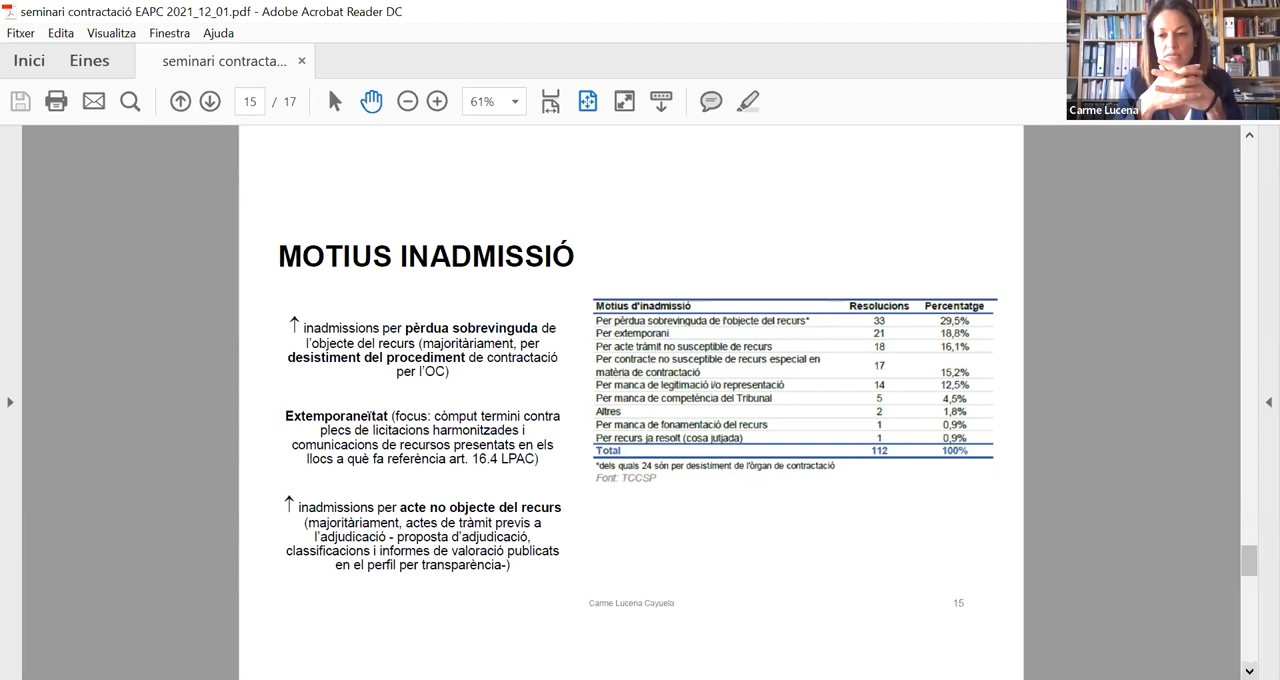 seminari contractació EAPC 2021_12_01.pdf - Adobe Acrobat Reader DC
Fitxer Edita Visualitza Finestra Ajuda
Inici Eines seminari contracta... ×
15 / 17 61%
Carme Lucena
MOTIUS INADMISSIÓ
↑ inadmissions per pèrdua sobrevinguda de
l'objecte del recurs (majoritàriament, per
desistiment del procediment de contractació
per l'OC)
Extemporaneïtat (focus: còmput termini contra
plecs de licitacions harmonitzades i
comunicacions de recursos presentats en els
llocs a què fa referència art. 16.4 LPAC)
↑ inadmissions per acte no objecte del recurs
(majoritàriament, actes de tràmit previs a
l'adjudicació - proposta d'adjudicació,
classificacions i informes de valoració publicats
en el perfil per transparència-)
Motius d'inadmissió Resolucions Percentatge
Per pèrdua sobrevinguda de l'objecte del recurs* 33 29,5%
Per extemporani 21 18,8%
Per acte tràmit no susceptible de recurs 18 16,1%
Per contracte no susceptible de recurs especial en
matèria de contractació 17 15,2%
Per manca de legitimació i/o representació 14 12,5%
Per manca de competència del Tribunal 5 4,5%
Altres 2 1,8%
Per manca de fonamentació del recurs 1 0,9%
Per recurs ja resolt (cosa jutjada) 1 0,9%
Total 112 100%
*dels quals 24 són per desistiment de l'òrgan de contractació
Font: TCCSP
Carme Lucena Cayuela 15